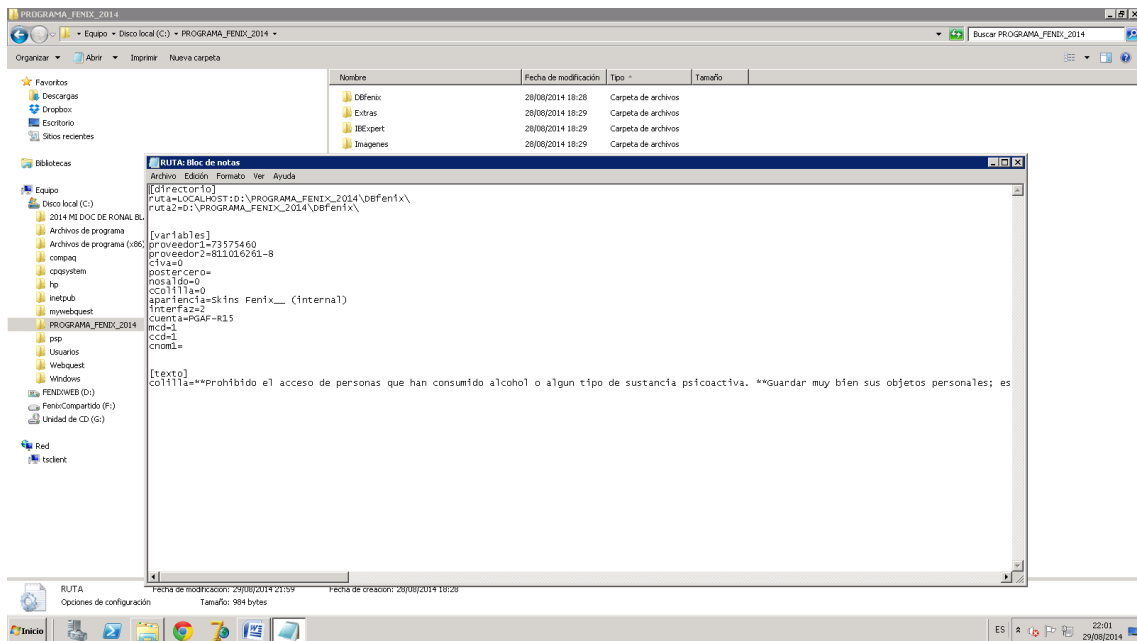 PROGRAMA_FENIX_2014
Equipo Disco local (C:) PROGRAMA_FENIX_2014
Buscar PROGRAMA_FENIX_2014
Organizar Abrir Imprimir Nueva carpeta
Favoritos
Descargas
Dropbox
Escritorio
Sitios recientes
Bibliotecas
Equipo
Disco local (C:)
2014 MI DOC DE RONAL BL
Archivos de programa
Archivos de programa (x86)
compaq
cpqsystem
hp
inetpub
mywebquest
PROGRAMA_FENIX_2014
psp
Usuarios
Webquest
Windows
FENIXWEB (D:)
FenixCompartido (F:)
Unidad de CD (G:)
Red
tsclient
Nombre Fecha de modificación Tipo Tamaño
DBfenix 28/08/2014 18:28 Carpeta de archivos
Extras 28/08/2014 18:29 Carpeta de archivos
IBExpert 28/08/2014 18:29 Carpeta de archivos
Imagenes 28/08/2014 18:29 Carpeta de archivos
RUTA: Bloc de notas
Archivo Edición Formato Ver Ayuda
[directorio]
ruta=LOCALHOST:D:\PROGRAMA_FENIX_2014\DBfenix\
ruta2=D:\PROGRAMA_FENIX_2014\DBfenix\
[variables]
proveedor1=73575460
proveedor2=811016261-8
civa=0
postercero=
nosaldo=0
cColilla=0
apariencia=Skins Fenix__ (internal)
interfaz=2
cuenta=PGAF-R15
mcd=1
ccd=1
cnom1=
[texto]
colilla=**Prohibido el acceso de personas que han consumido alcohol o algun tipo de sustancia psicoactiva. **Guardar muy bien sus objetos personales; es
RUTA Fecha de modificación: 29/08/2014 21:59 Fecha de creación: 28/08/2014 18:28
Opciones de configuración Tamaño: 984 bytes
Inicio
ES
22:01
29/08/2014